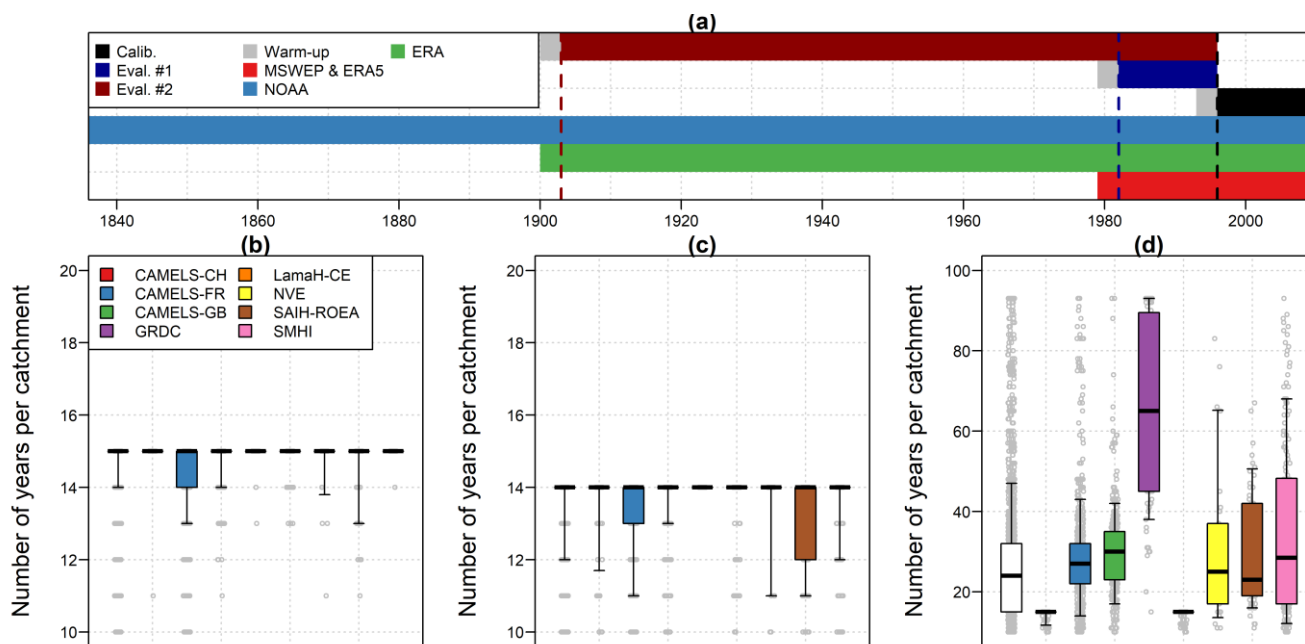 (a)
Calib. Warm-up ERA
Eval. #1 MSWEP & ERA5
Eval. #2 NOAA
1840 1860 1880 1900 1920 1940 1960 1980 2000
(b) (c) (d)
Number of years per catchment
20
18
16
14
12
10
CAMELS-CH LamaH-CE
CAMELS-FR NVE
CAMELS-GB SAIH-ROEA
GRDC SMHI
Number of years per catchment
20
18
16
14
12
10
Number of years per catchment
100
80
60
40
20